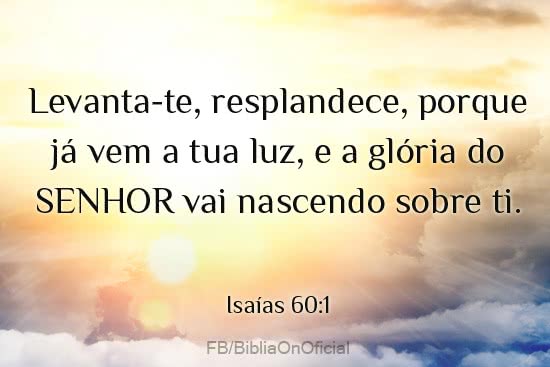 Levanta-te, resplandece, porque
já vem a tua luz, e a glória do
SENHOR vai nascendo sobre ti.
Isaías 60:1
FB/BibliaOnOficial